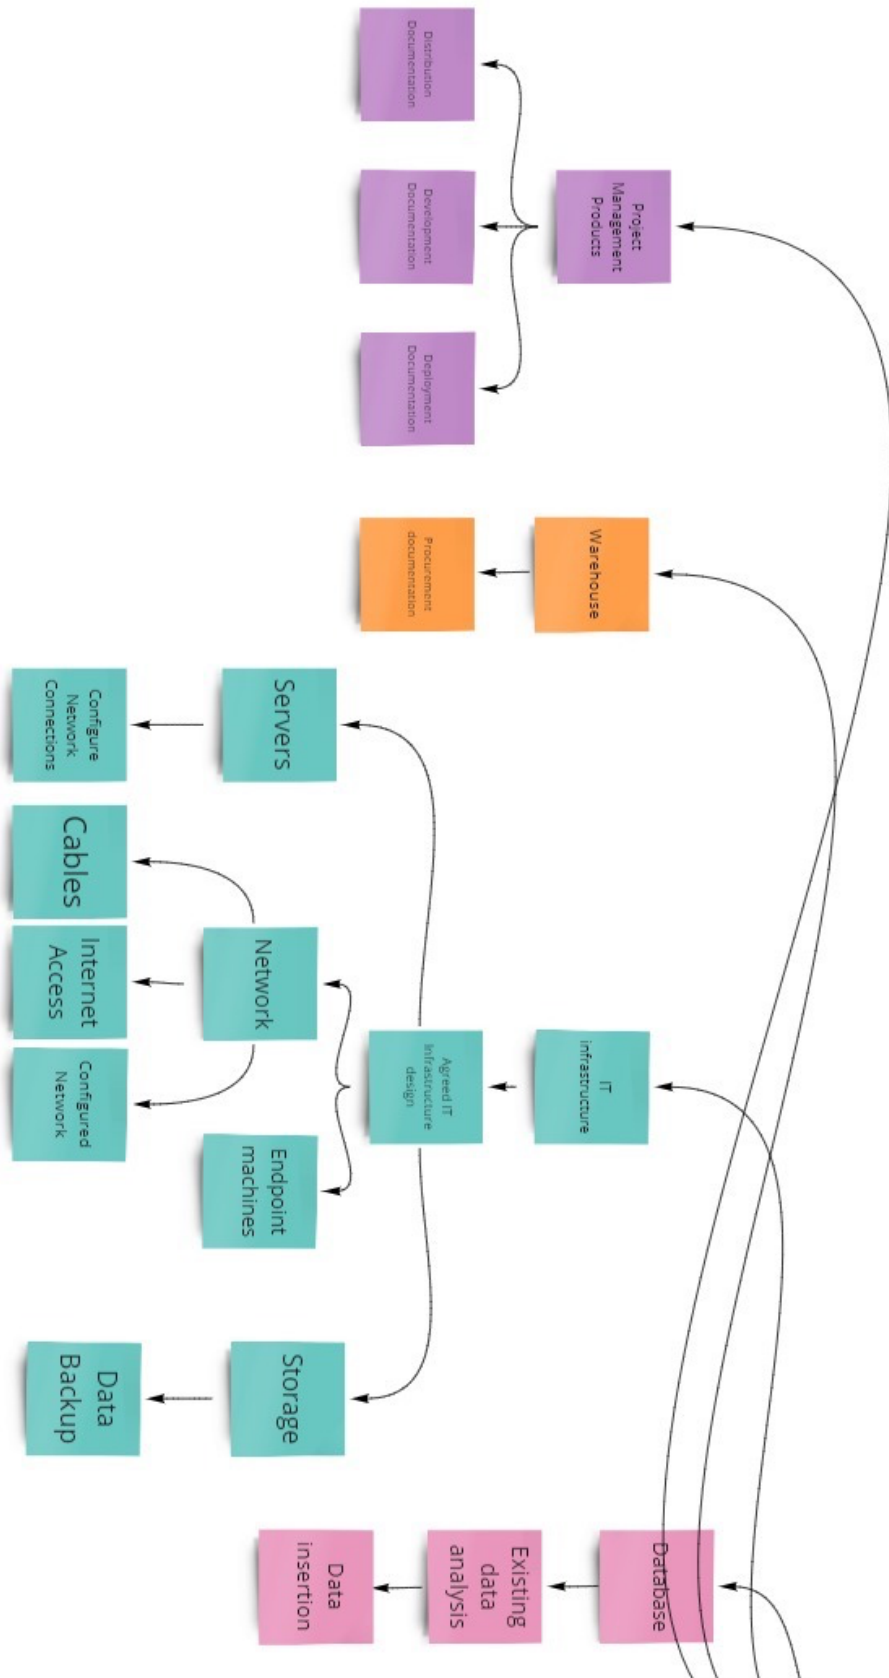 Project
Management
Products
Distribution
Documentation
Development
Documentation
Deployment
Documentation
Warehouse
Procurement
documentation
IT
infrastructure
Agreed IT
Infrastructure
design
Servers
Configure
Network
Connections
Network
Cables
Internet
Access
Configured
Network
Endpoint
machines
Storage
Data
Backup
Database
Existing
data
analysis
Data
insertion